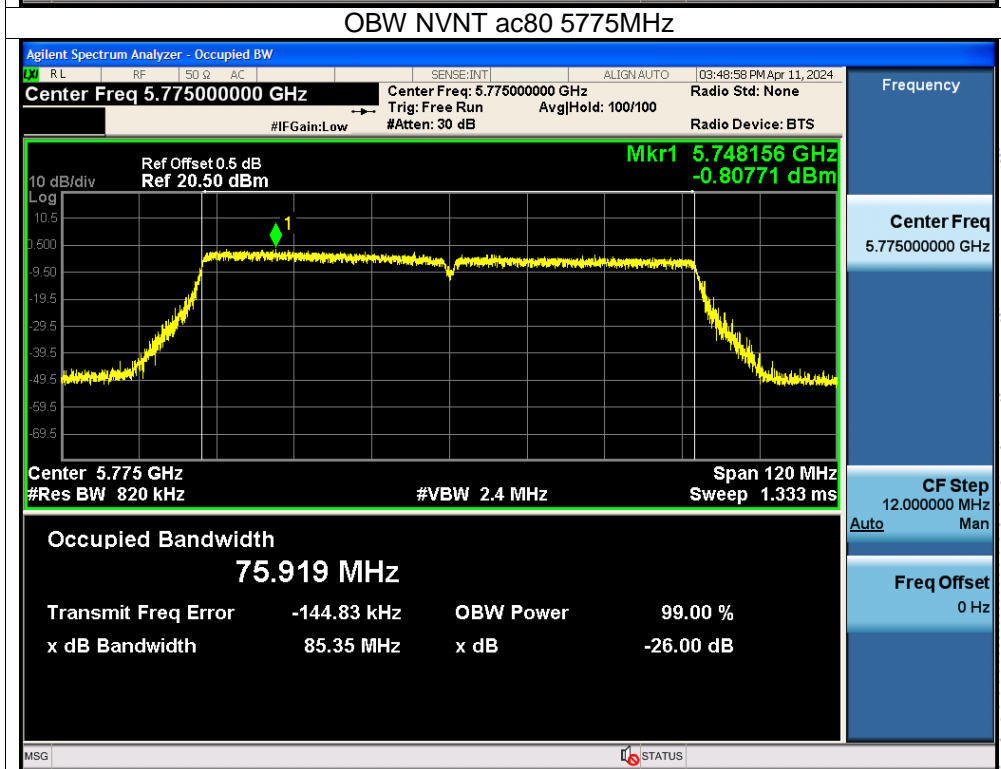 OBW NVNT ac80 5775MHz
Agilent Spectrum Analyzer - Occupied BW
LXI RL RF 50 Ω AC SENSE:INT ALIGN AUTO 03:48:58 PM Apr 11, 2024
Center Freq 5.775000000 GHz
Center Freq: 5.775000000 GHz
Radio Std: None
Trig: Free Run Avg|Hold: 100/100
#IFGain:Low #Atten: 30 dB Radio Device: BTS
Ref Offset 0.5 dB
10 dB/div Ref 20.50 dBm
Mkr1 5.748156 GHz
-0.80771 dBm
Log
10.5
0.500
-9.50
-19.5
-29.5
-39.5
-49.5
-59.5
-69.5
1
Center 5.775 GHz Span 120 MHz
#Res BW 820 kHz #VBW 2.4 MHz Sweep 1.333 ms
Occupied Bandwidth
75.919 MHz
Transmit Freq Error -144.83 kHz OBW Power 99.00 %
x dB Bandwidth 85.35 MHz x dB -26.00 dB
Frequency
Center Freq
5.775000000 GHz
CF Step
12.000000 MHz
Auto Man
Freq Offset
0 Hz
MSG STATUS